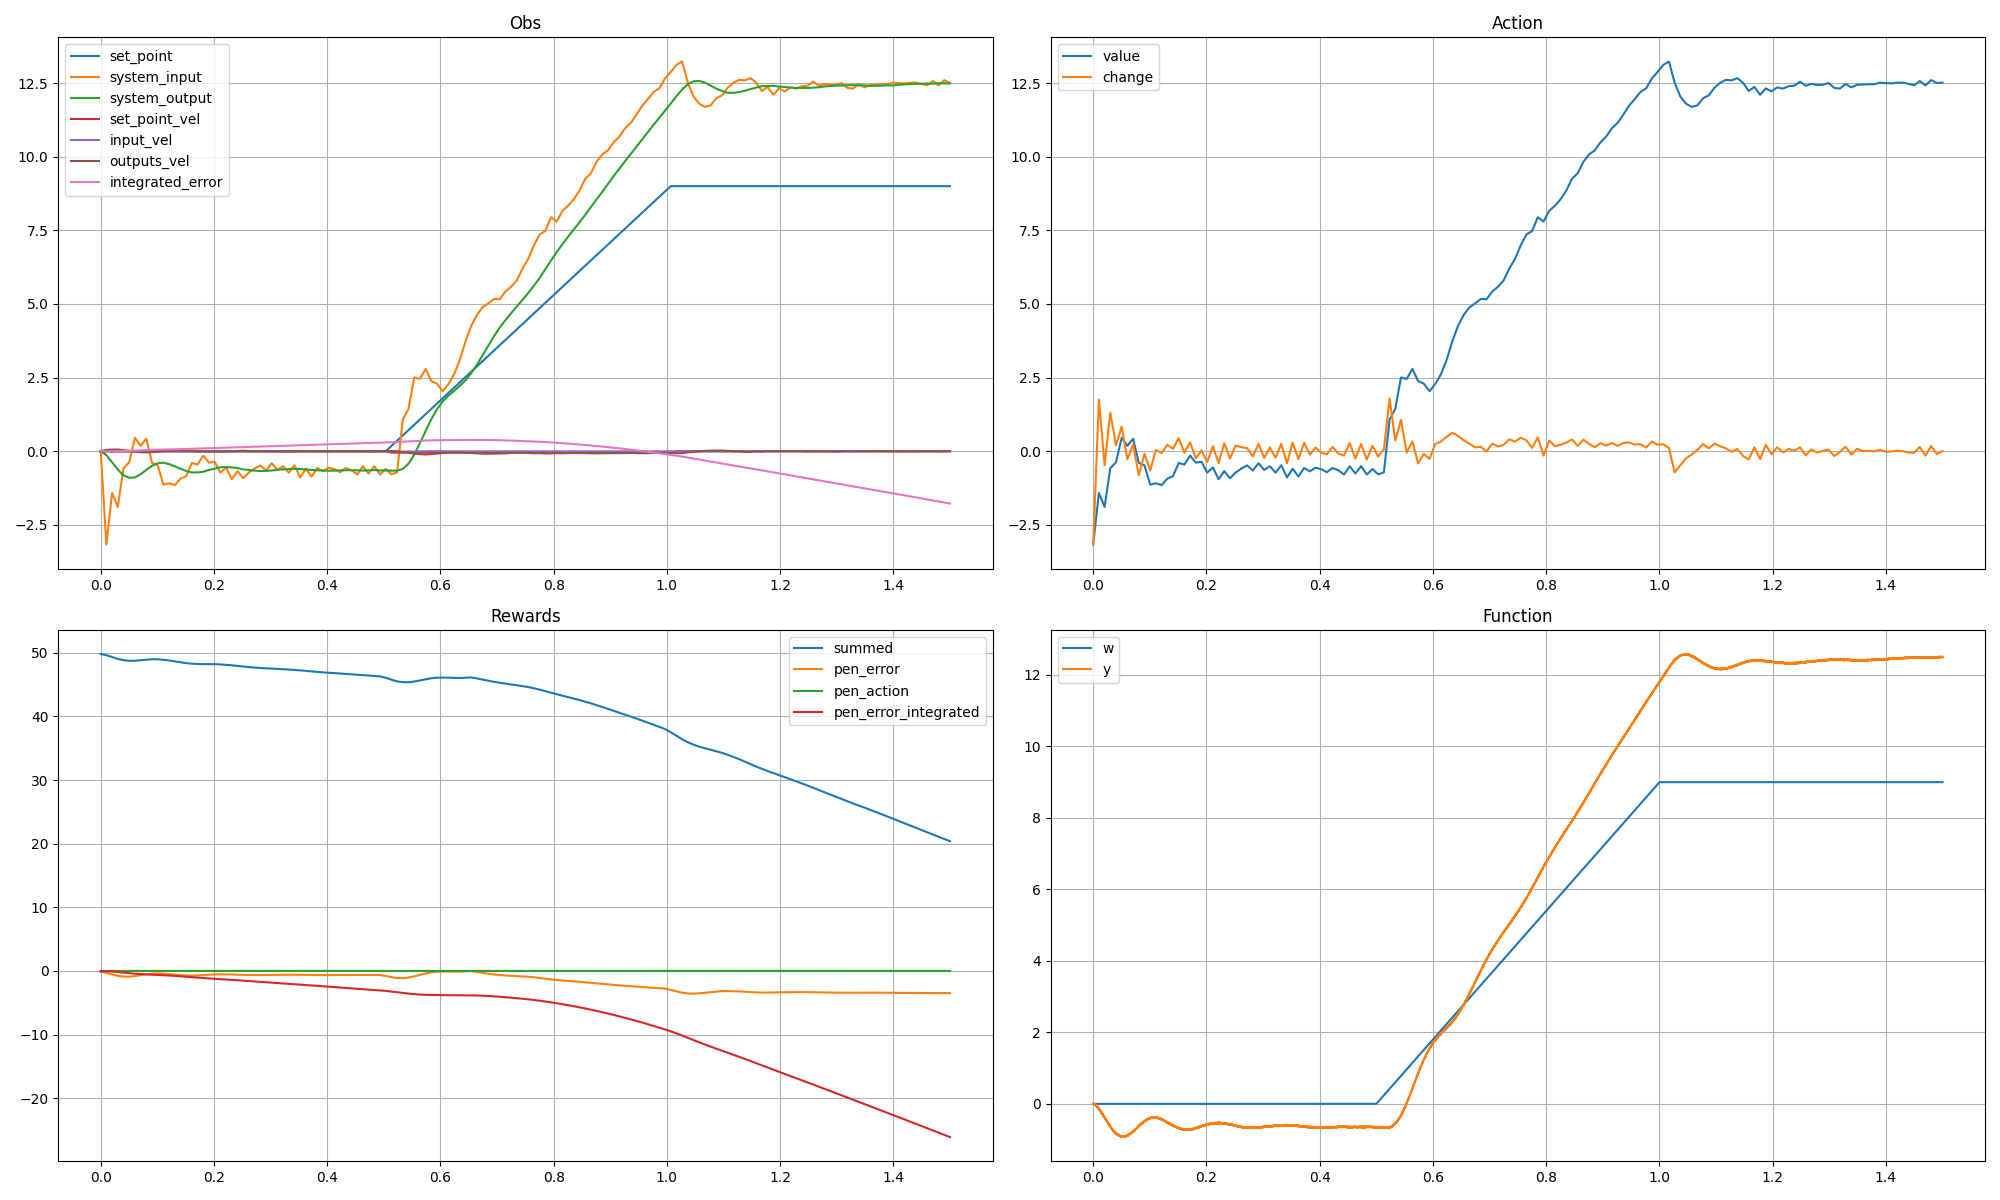 Obs
set_point
system_input
system_output
set_point_vel
input_vel
outputs_vel
integrated_error
12.5
10.0
7.5
5.0
2.5
0.0
−2.5
0.0 0.2 0.4 0.6 0.8 1.0 1.2 1.4
Action
value
change
12.5
10.0
7.5
5.0
2.5
0.0
−2.5
0.0 0.2 0.4 0.6 0.8 1.0 1.2 1.4
Rewards
summed
pen_error
pen_action
pen_error_integrated
50
40
30
20
10
0
−10
−20
0.0 0.2 0.4 0.6 0.8 1.0 1.2 1.4
Function
w
y
12
10
8
6
4
2
0
0.0 0.2 0.4 0.6 0.8 1.0 1.2 1.4